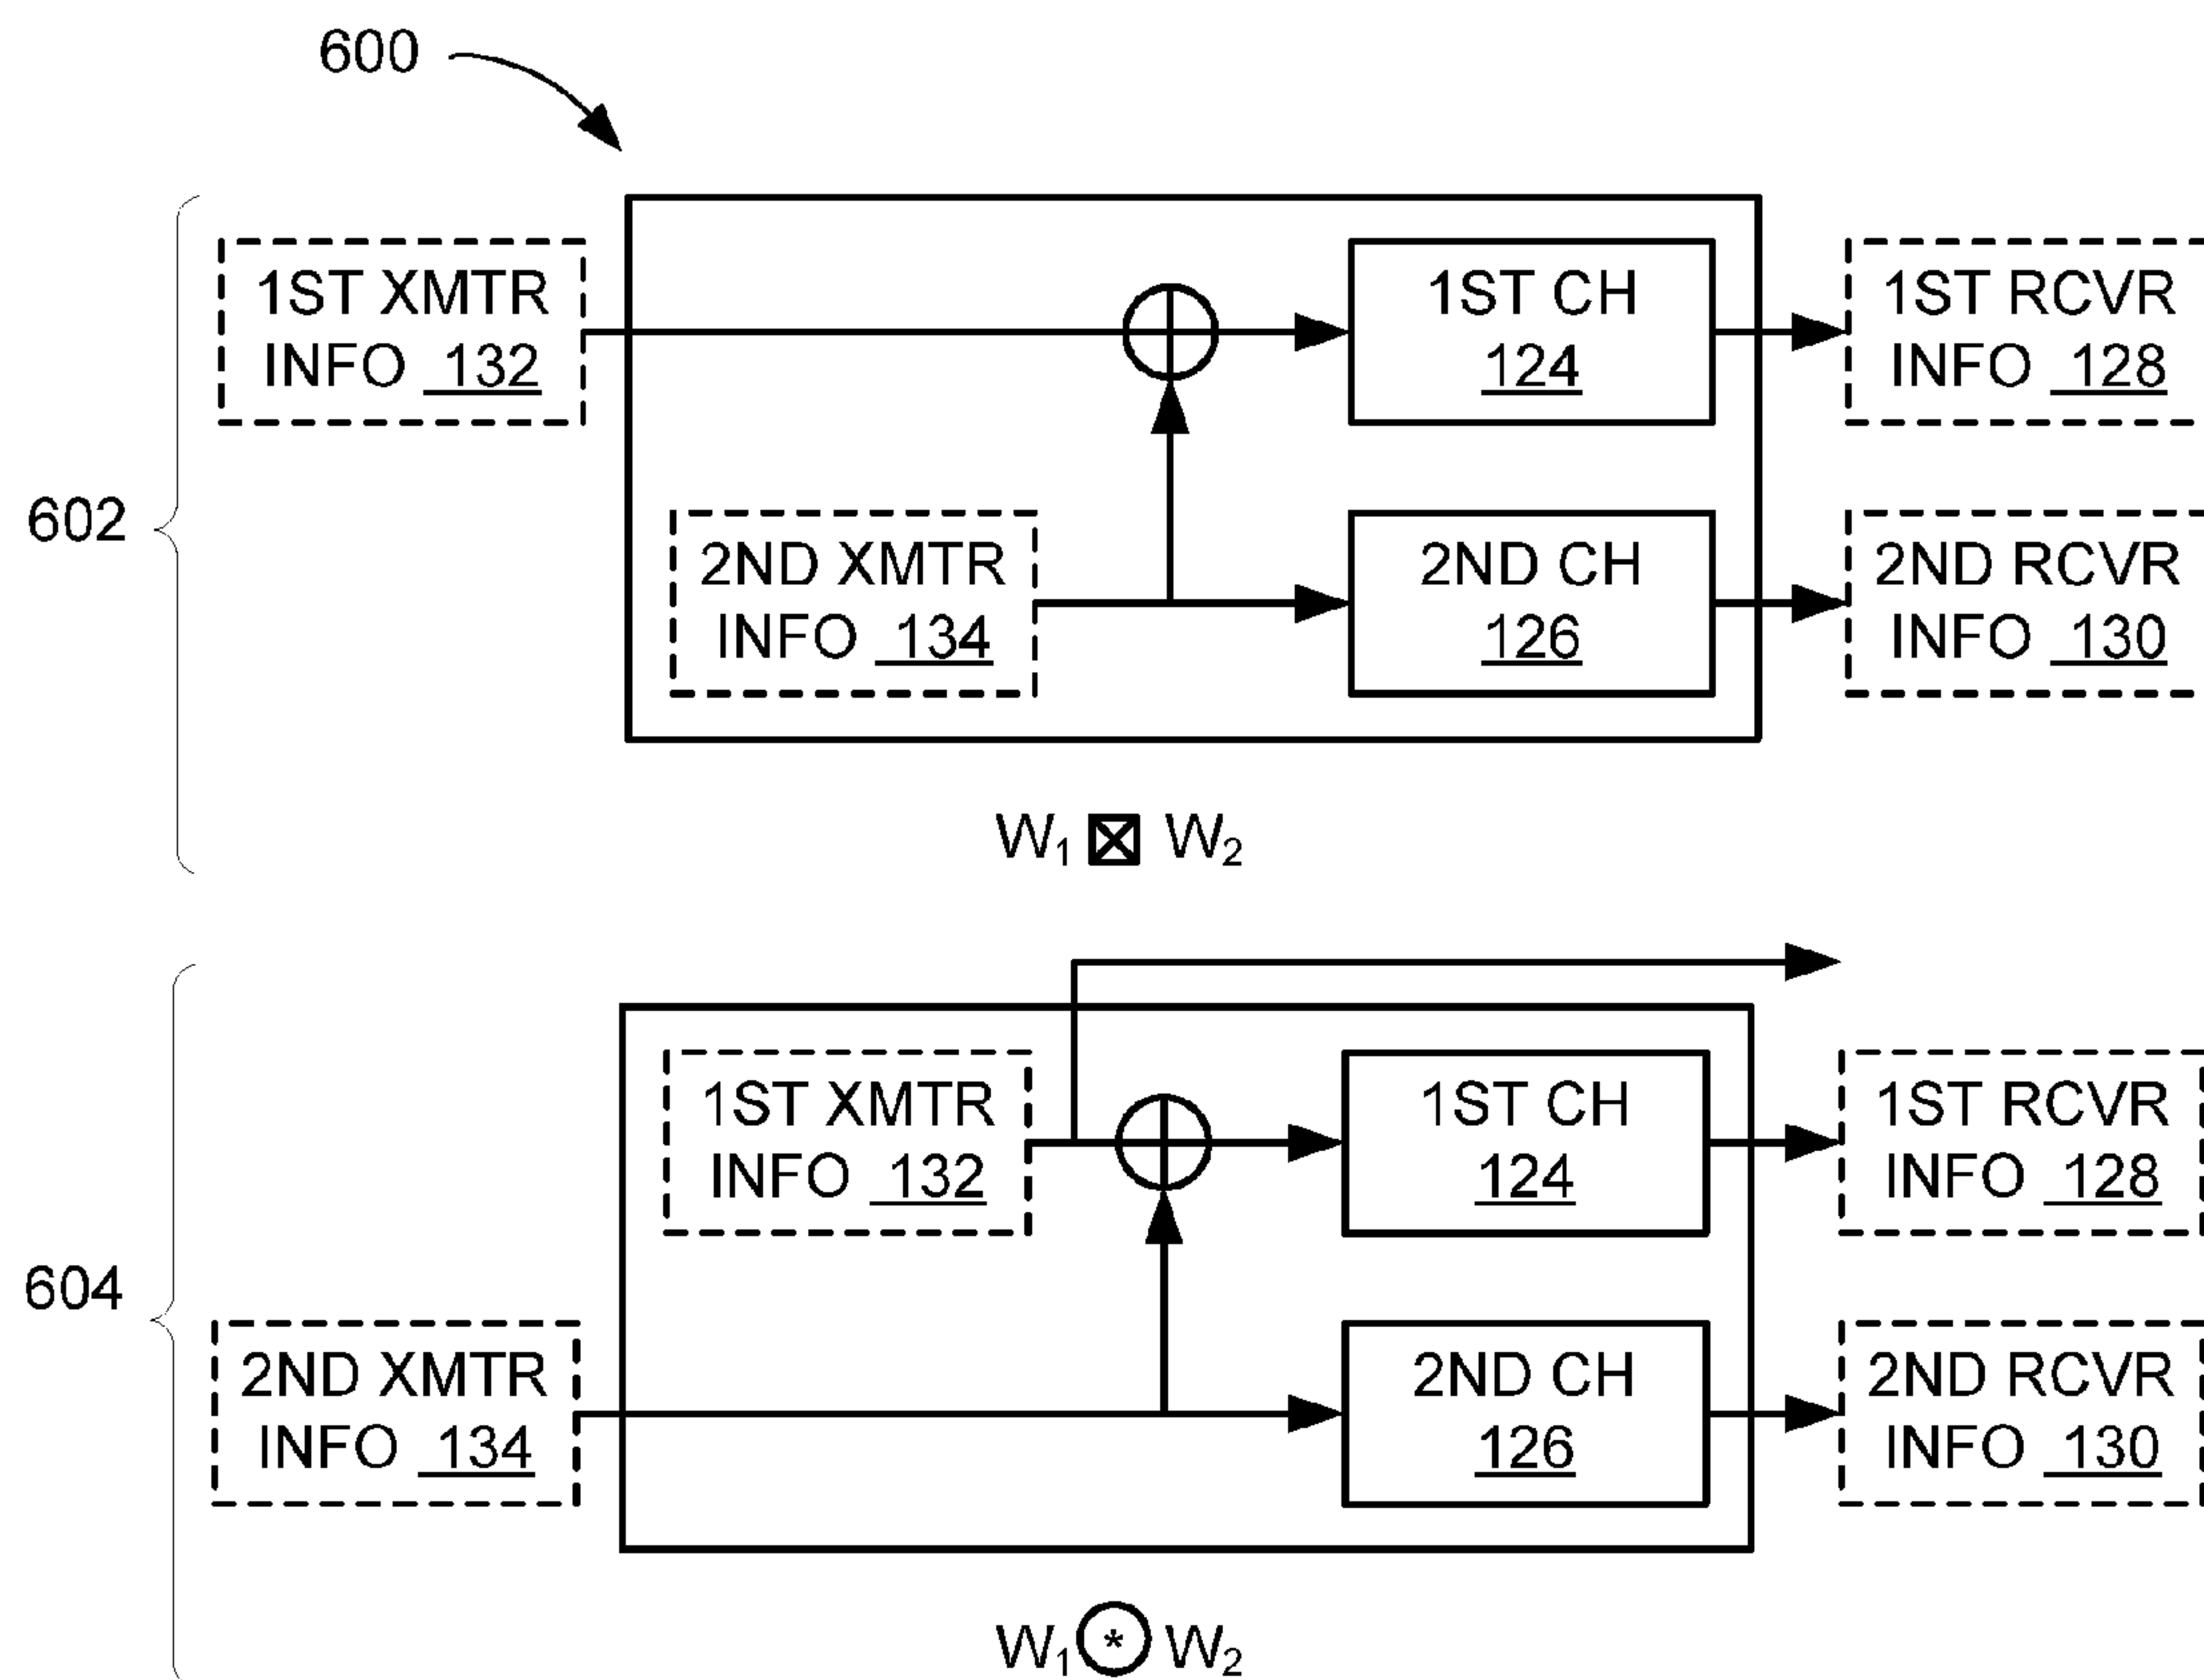 600
602
1ST XMTR
INFO 132
1ST CH
124
1ST RCVR
INFO 128
2ND XMTR
INFO 134
2ND CH
126
2ND RCVR
INFO 130
W₁ ⊠ W₂
604
1ST XMTR
INFO 132
1ST CH
124
1ST RCVR
INFO 128
2ND XMTR
INFO 134
2ND CH
126
2ND RCVR
INFO 130
W₁ ⊛ W₂